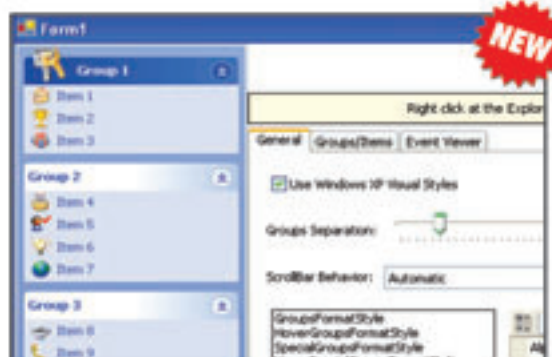 Form1
NEW
Group 1
Item 1
Item 2
Item 3
Group 2
Item 4
Item 5
Item 6
Item 7
Group 3
Item 8
Item 9
Right click at the Explor
General Groups/Items Event Viewer
Use Windows XP Visual Styles
Groups Separation:
ScrollBar Behavior: Automatic
GroupsFormatStyle
HoverGroupsFormatStyle
SpecialGroupsFormatStyle